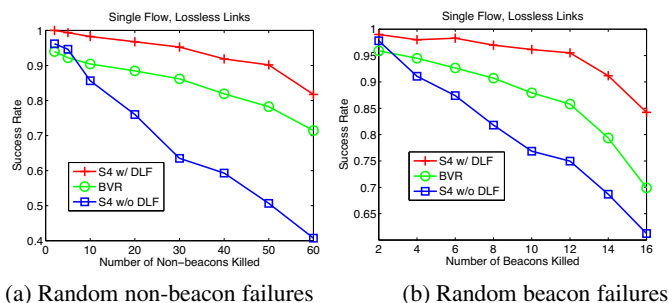 Single Flow, Lossless Links
Success Rate
1
0.9
0.8
0.7
0.6
0.5
0.4
S4 w/ DLF
BVR
S4 w/o DLF
0 10 20 30 40 50 60
Number of Non−beacons Killed
(a) Random non-beacon failures
Single Flow, Lossless Links
Success Rate
1
0.95
0.9
0.85
0.8
0.75
0.7
0.65
S4 w/ DLF
BVR
S4 w/o DLF
2 4 6 8 10 12 14 16
Number of Beacons Killed
(b) Random beacon failures